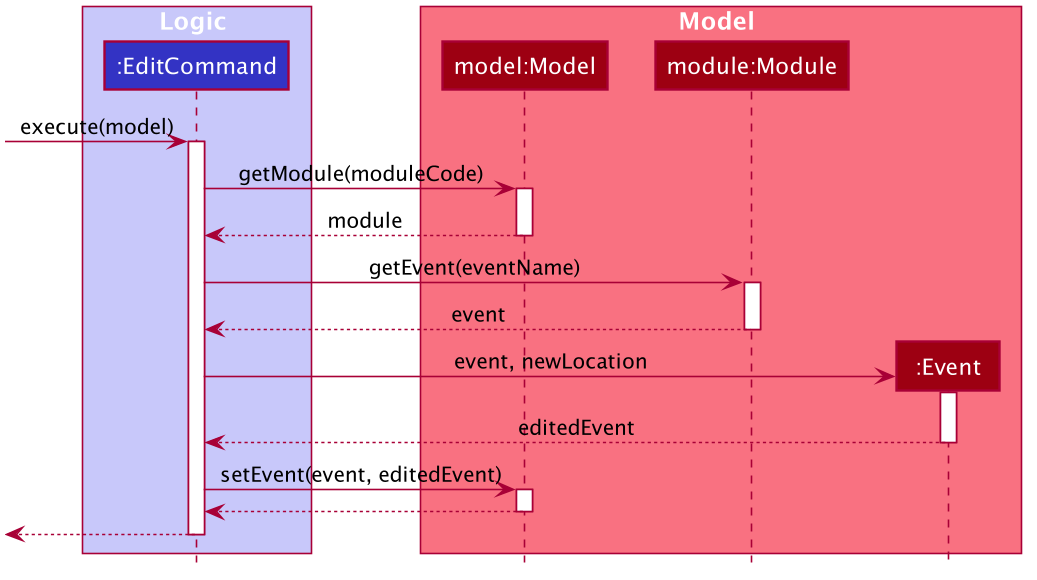 Logic
Model
:EditCommand
model:Model
module:Module
execute(model)
getModule(moduleCode)
module
getEvent(eventName)
event
event, newLocation
:Event
editedEvent
setEvent(event, editedEvent)